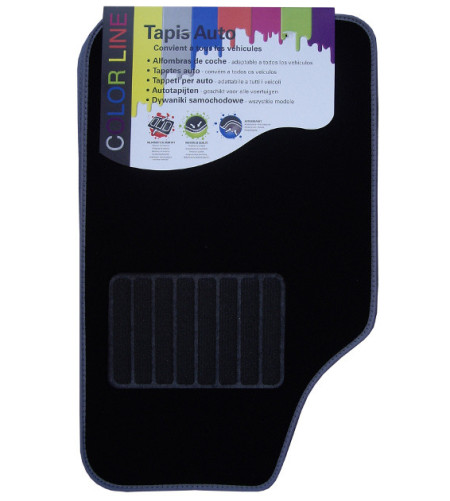 COLOR LINE
Tapis Auto
Convient a tous les véhicules
• Alfombras de coche - adaptable a todos los vehículos
• Tapetes auto - convem a todos os veículos
• Tappeti per auto - adattabile a tutti i veicoli
• Autotapijten - geschikt voor alle voertuigen
• Dywaniki samochodowe - wszystkie modele